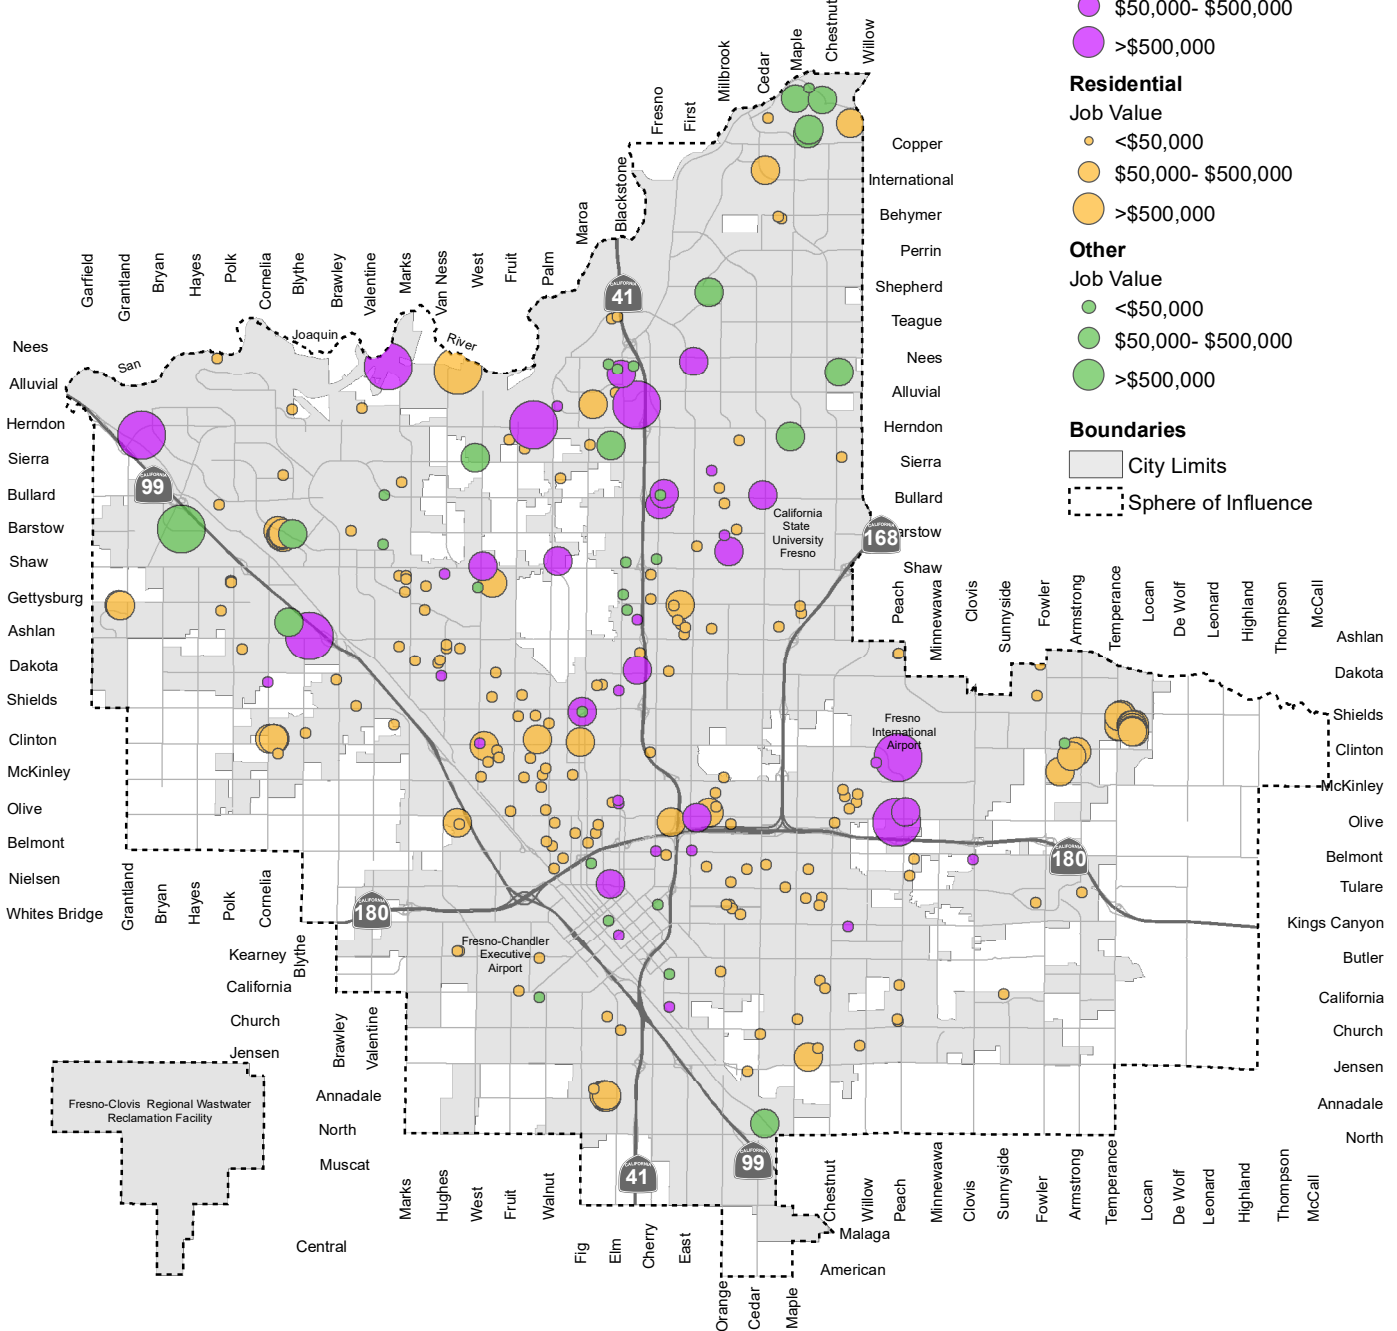 $50,000- $500,000
>$500,000
Residential
Job Value
<$50,000
$50,000- $500,000
>$500,000
Other
Job Value
<$50,000
$50,000- $500,000
>$500,000
Boundaries
City Limits
Sphere of Influence
Garfield
Grantland
Bryan
Hayes
Polk
Cornelia
Blythe
Brawley
Valentine
Marks
Van Ness
West
Fruit
Palm
Maroa
Blackstone
Fresno
First
Millbrook
Cedar
Maple
Chestnut
Willow
Copper
International
Behymer
Perrin
Shepherd
Teague
Nees
Alluvial
Herndon
Sierra
Bullard
arstow
Shaw
Nees
Alluvial
Herndon
Sierra
Bullard
Barstow
Shaw
Gettysburg
Ashlan
Dakota
Shields
Clinton
McKinley
Olive
Belmont
Nielsen
Whites Bridge
San
Joaquin
River
CALIFORNIA
41
CALIFORNIA
99
CALIFORNIA
168
California
State
University
Fresno
Peach
Minnewawa
Clovis
Sunnyside
Fowler
Armstrong
Temperance
Locan
De Wolf
Leonard
Highland
Thompson
McCall
Ashlan
Dakota
Shields
Clinton
McKinley
Olive
Belmont
Tulare
Kings Canyon
Butler
California
Church
Jensen
Annadale
North
Fresno
International
Airport
CALIFORNIA
180
CALIFORNIA
180
Grantland
Bryan
Hayes
Polk
Cornelia
Blythe
Kearney
California
Church
Jensen
Brawley
Valentine
Annadale
North
Muscat
Central
Fresno-Chandler
Executive
Airport
Fresno-Clovis Regional Wastwater
Reclamation Facility
CALIFORNIA
41
CALIFORNIA
99
Marks
Hughes
West
Fruit
Walnut
Fig
Elm
Cherry
East
Orange
Cedar
Maple
Malaga
American
Chestnut
Willow
Peach
Minnewawa
Clovis
Sunnyside
Fowler
Armstrong
Temperance
Locan
De Wolf
Leonard
Highland
Thompson
McCall